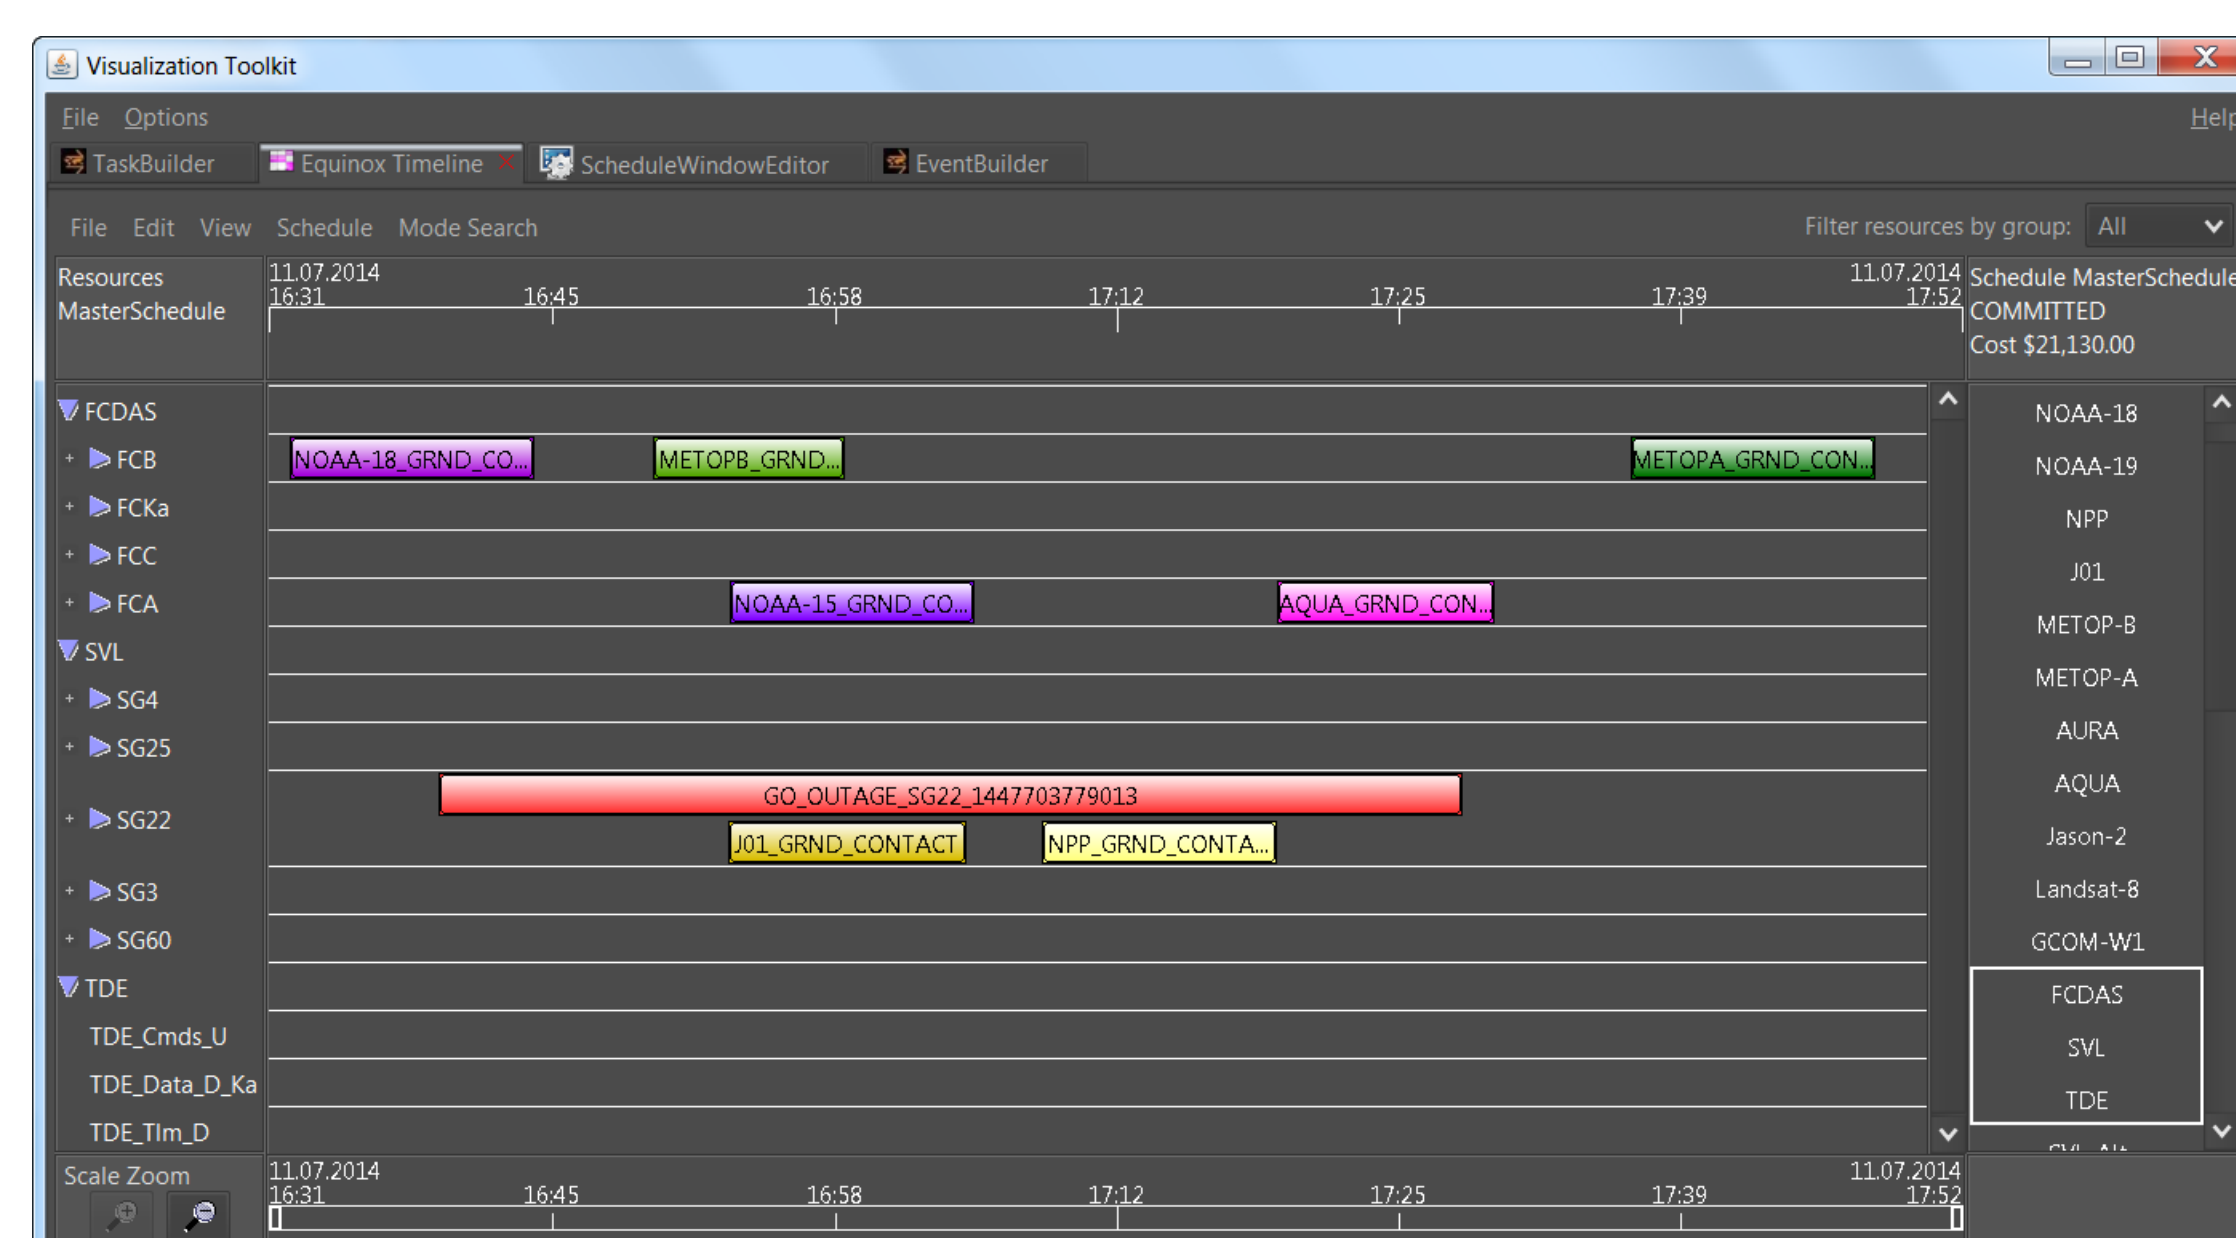 Visualization Toolkit
File Options Help
TaskBuilder Equinox Timeline ScheduleWindowEditor EventBuilder
File Edit View Schedule Mode Search Filter resources by group: All
Resources
MasterSchedule
11.07.2014 11.07.2014
16:31 16:45 16:58 17:12 17:25 17:39 17:52
Schedule MasterSchedule
COMMITTED
Cost $21,130.00
FCDAS
FCB
NOAA-18_GRND_CO... METOPB_GRND... METOPA_GRND_CON...
FCKa
FCC
FCA
NOAA-15_GRND_CO... AQUA_GRND_CON...
SVL
SG4
SG25
SG22
GO_OUTAGE_SG22_1447703779013
J01_GRND_CONTACT NPP_GRND_CONTA...
SG3
SG60
TDE
TDE_Cmds_U
TDE_Data_D_Ka
TDE_Tlm_D
NOAA-18
NOAA-19
NPP
J01
METOP-B
METOP-A
AURA
AQUA
Jason-2
Landsat-8
GCOM-W1
FCDAS
SVL
TDE
Scale Zoom
11.07.2014 11.07.2014
16:31 16:45 16:58 17:12 17:25 17:39 17:52